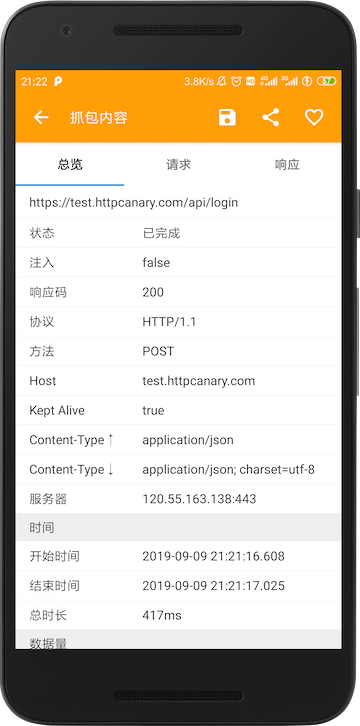 21:22 3.8K/s HD 4G 3G 7
抓包内容
总览 请求 响应
https://test.httpcanary.com/api/login
状态 已完成
注入 false
响应码 200
协议 HTTP/1.1
方法 POST
Host test.httpcanary.com
Kept Alive true
Content-Type↑ application/json
Content-Type↓ application/json; charset=utf-8
服务器 120.55.163.138:443
时间
开始时间 2019-09-09 21:21:16.608
结束时间 2019-09-09 21:21:17.025
总时长 417ms
数据量